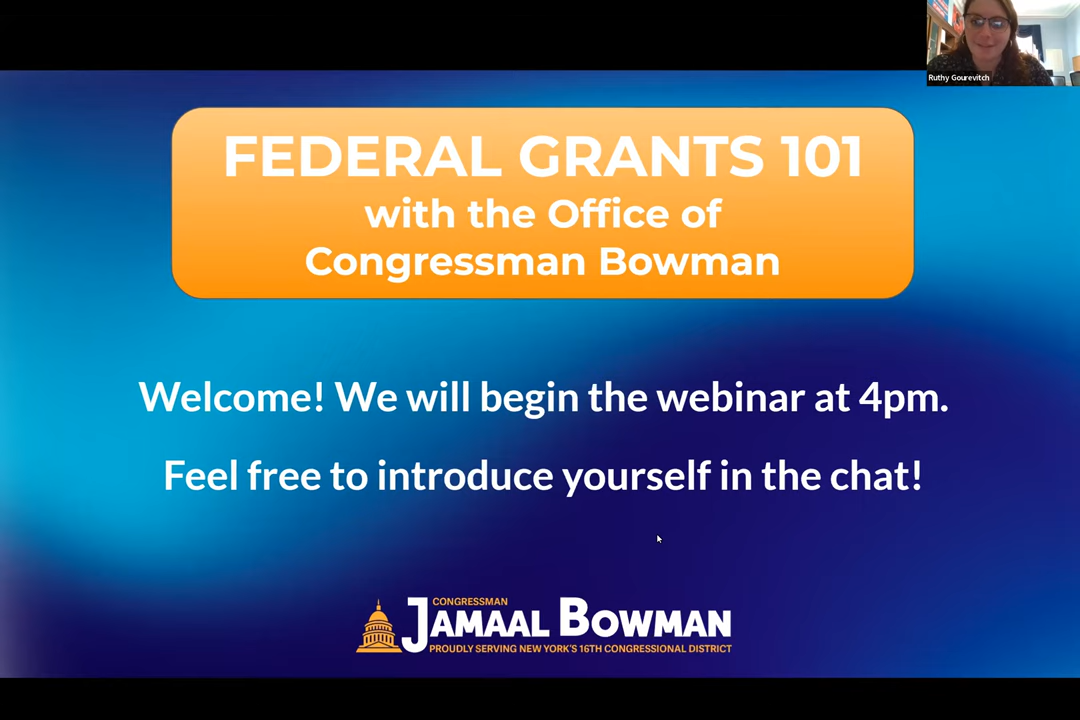 Ruthy Gourevitch
FEDERAL GRANTS 101
with the Office of
Congressman Bowman
Welcome! We will begin the webinar at 4pm.
Feel free to introduce yourself in the chat!
CONGRESSMAN
JAMAAL BOWMAN
PROUDLY SERVING NEW YORK'S 16TH CONGRESSIONAL DISTRICT